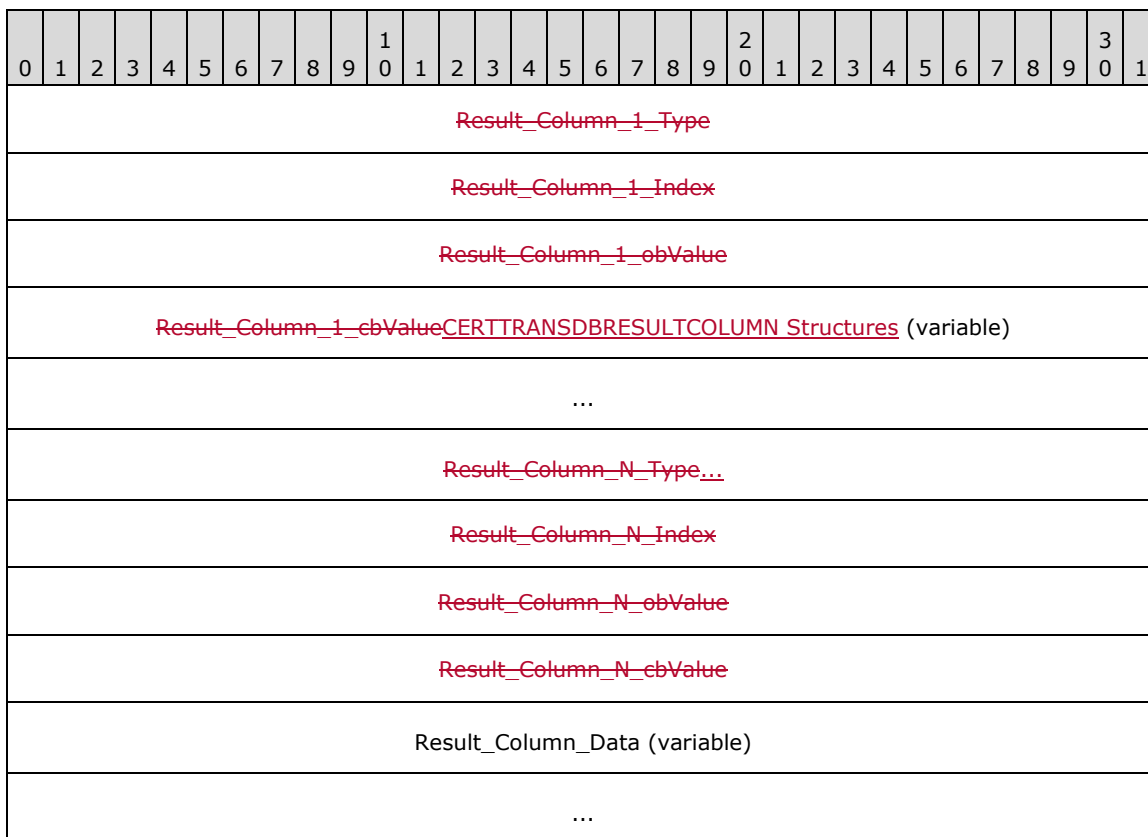 1 2 3
0 1 2 3 4 5 6 7 8 9 0 1 2 3 4 5 6 7 8 9 0 1 2 3 4 5 6 7 8 9 0 1
Result_Column_1_Type
Result_Column_1_Index
Result_Column_1_obValue
Result_Column_1_cbValueCERTTRANSDBRESULTCOLUMN Structures (variable)
...
Result_Column_N_Type...
Result_Column_N_Index
Result_Column_N_obValue
Result_Column_N_cbValue
Result_Column_Data (variable)
...